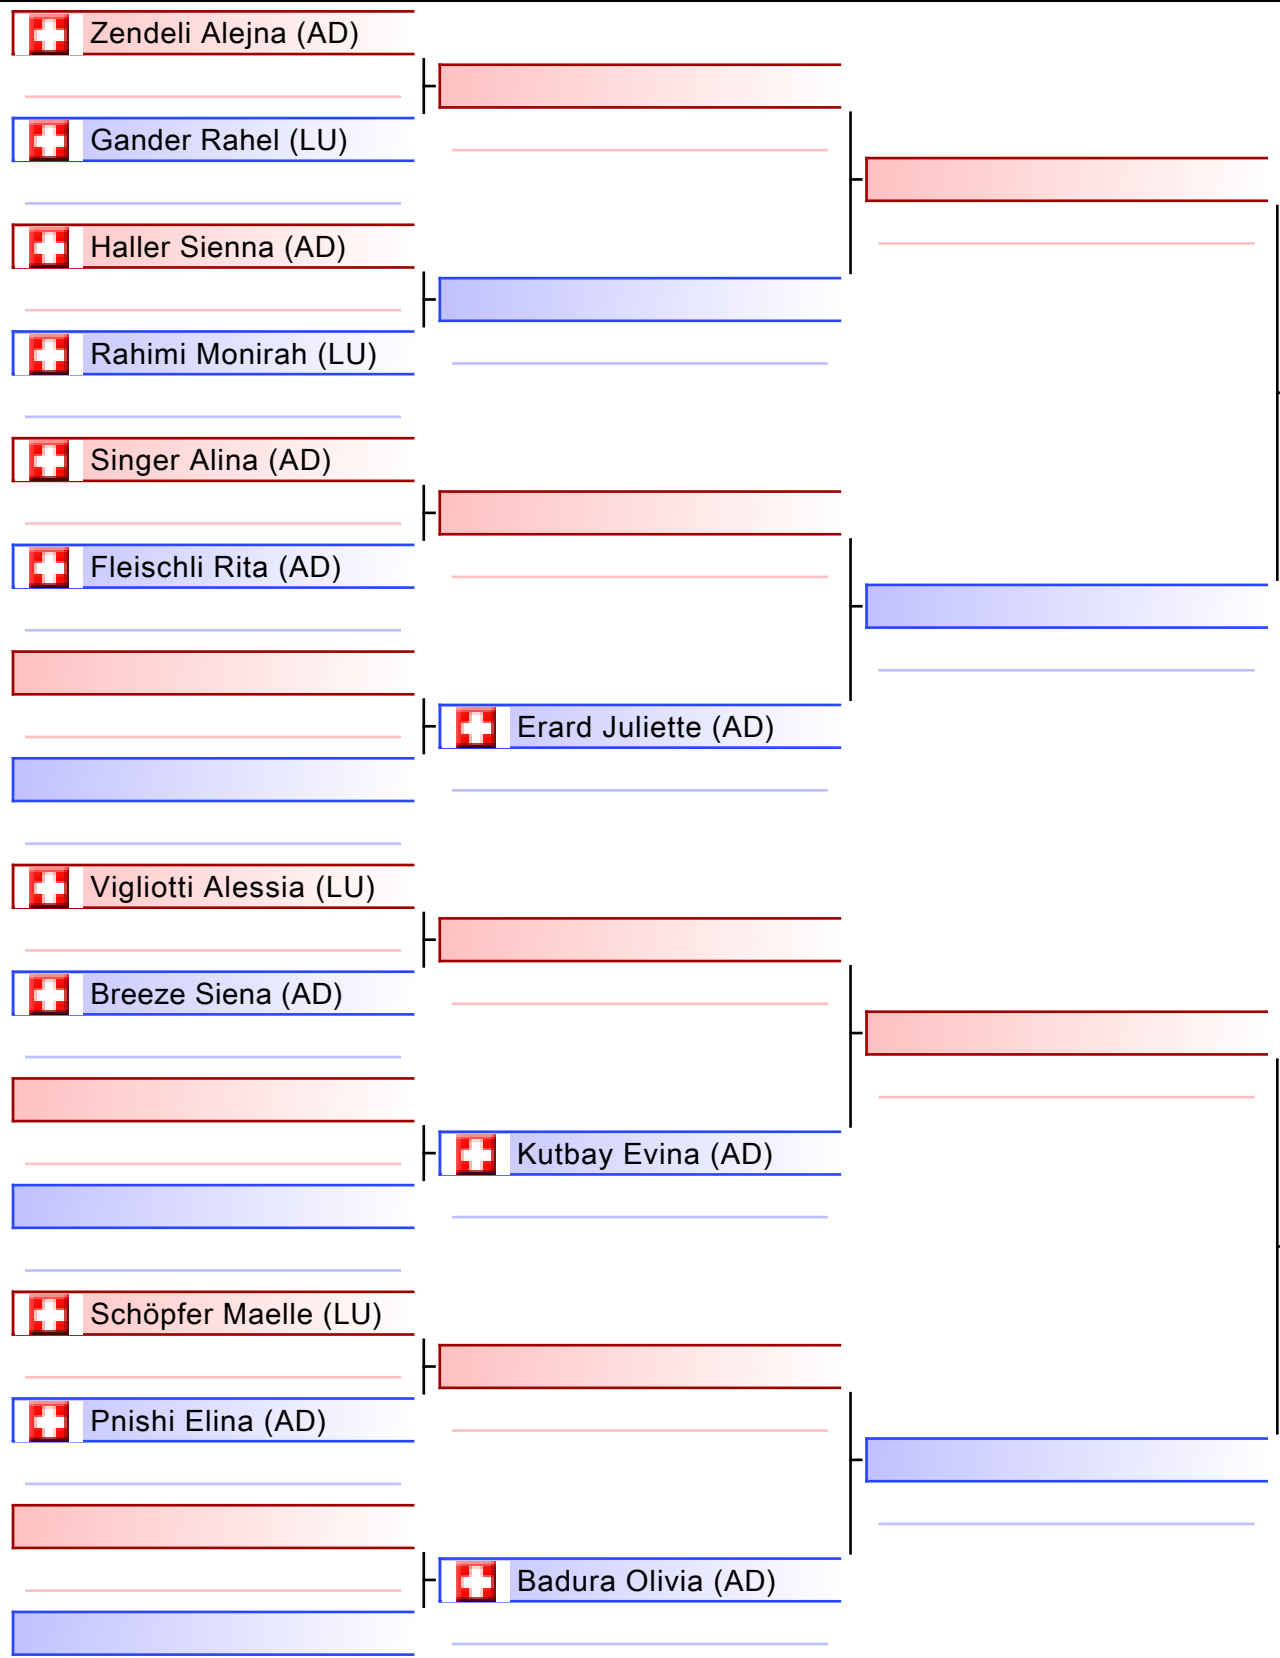 Zendeli Alejna (AD)
Gander Rahel (LU)
Haller Sienna (AD)
Rahimi Monirah (LU)
Singer Alina (AD)
Fleischli Rita (AD)
Erard Juliette (AD)
Vigliotti Alessia (LU)
Breeze Siena (AD)
Kutbay Evina (AD)
Schöpfer Maelle (LU)
Pnishi Elina (AD)
Badura Olivia (AD)